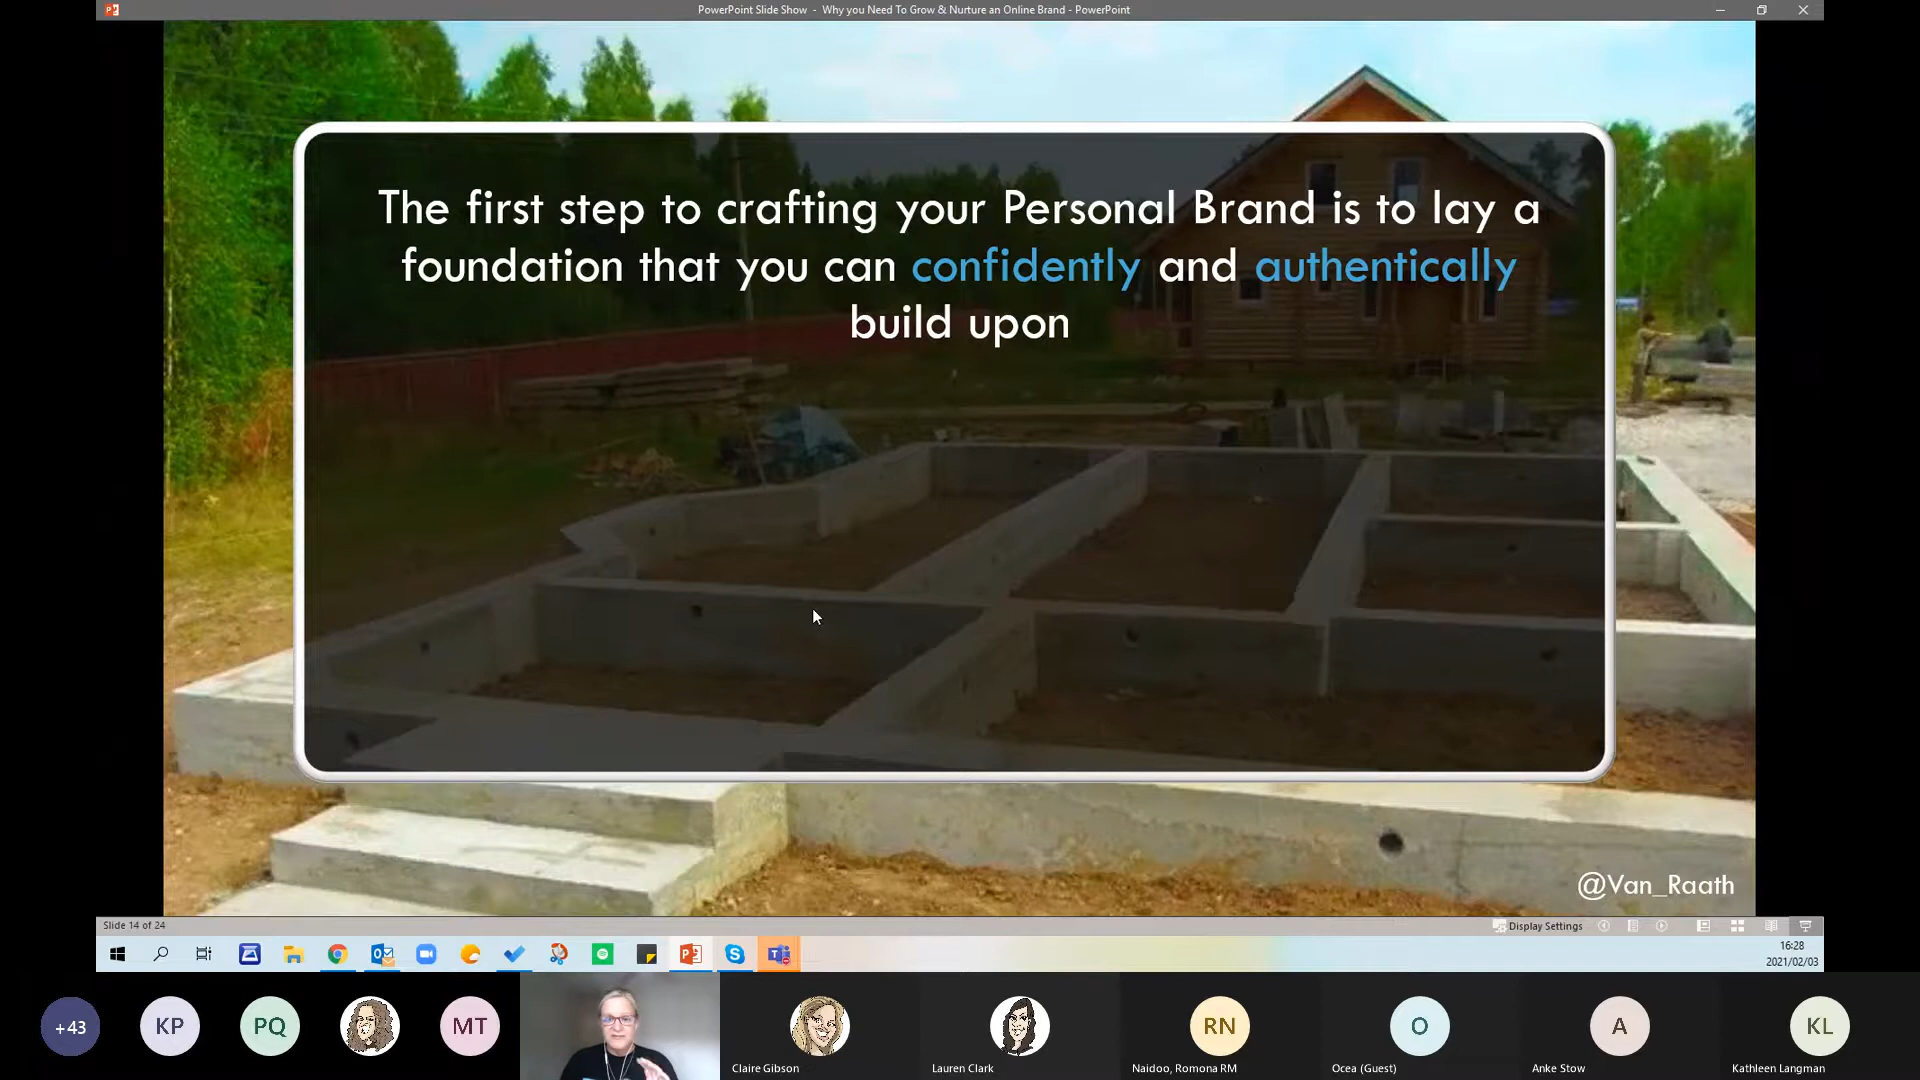 PowerPoint Slide Show - Why you Need To Grow & Nurture an Online Brand - PowerPoint
The first step to crafting your Personal Brand is to lay a
foundation that you can confidently and authentically
build upon
@Van_Raath
Slide 14 of 24
Display Settings
16:28
2021/02/03
+43
KP
PQ
MT
RN
O
A
KL
Claire Gibson
Lauren Clark
Naidoo, Romona RM
Ocea (Guest)
Anke Stow
Kathleen Langman